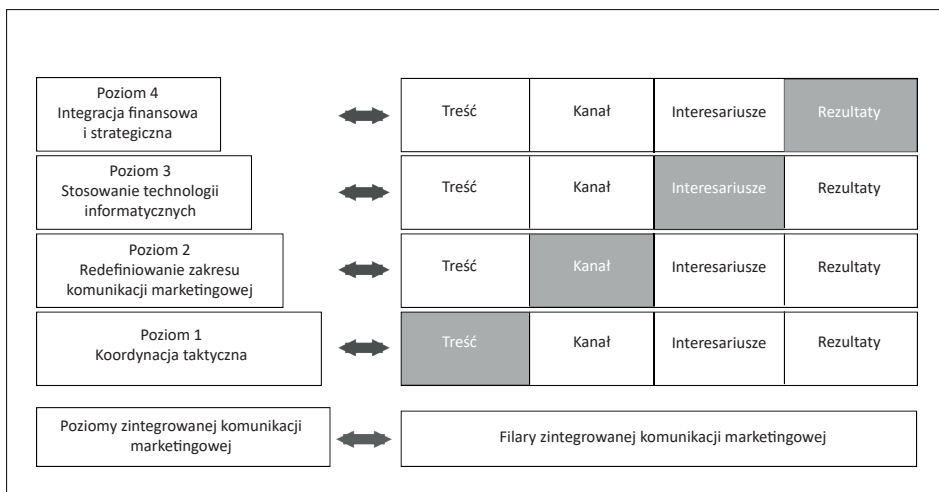 Poziom 4
Integracja finansowa
i strategiczna
Treść
Kanał
Interesariusze
Rezultaty
Poziom 3
Stosowanie technologii
informatycznych
Treść
Kanał
Interesariusze
Rezultaty
Poziom 2
Redefiniowanie zakresu
komunikacji marketingowej
Treść
Kanał
Interesariusze
Rezultaty
Poziom 1
Koordynacja taktyczna
Treść
Kanał
Interesariusze
Rezultaty
Poziomy zintegrowanej komunikacji
marketingowej
Filary zintegrowanej komunikacji marketingowej